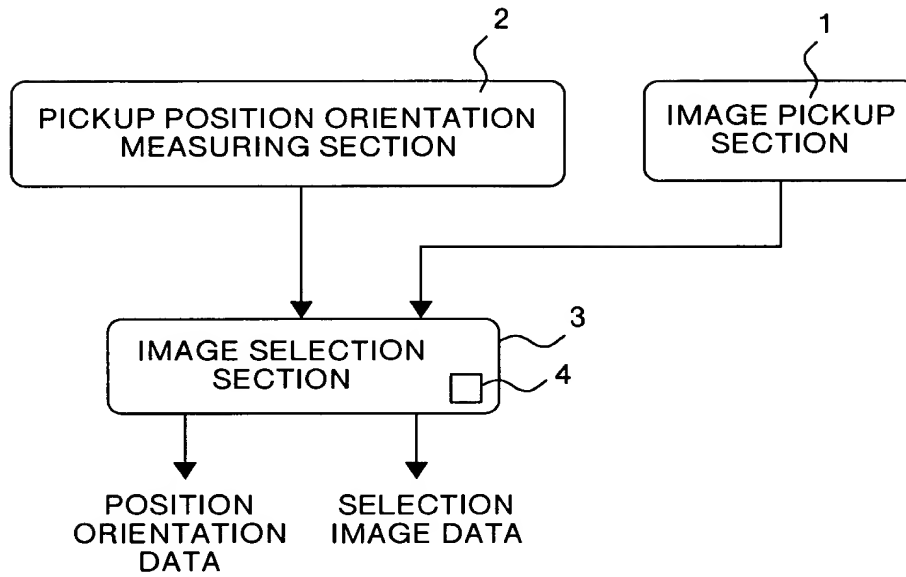 2
1
PICKUP POSITION ORIENTATION
MEASURING SECTION
IMAGE PICKUP
SECTION
IMAGE SELECTION
SECTION
3
4
POSITION
ORIENTATION
DATA
SELECTION
IMAGE DATA